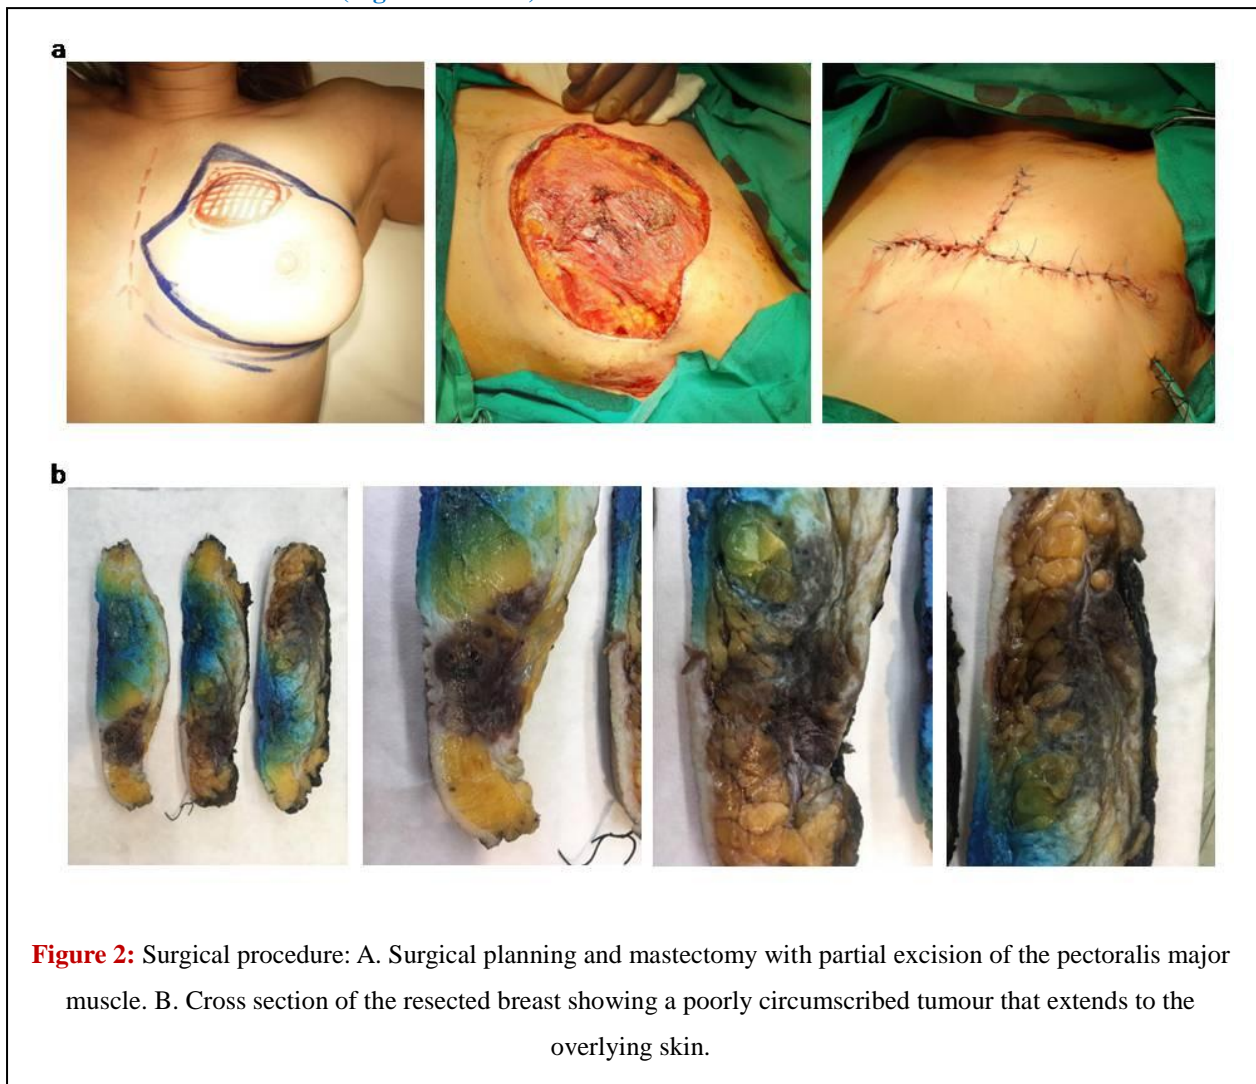 a
b
Figure 2: Surgical procedure: A. Surgical planning and mastectomy with partial excision of the pectoralis major
muscle. B. Cross section of the resected breast showing a poorly circumscribed tumour that extends to the
overlying skin.